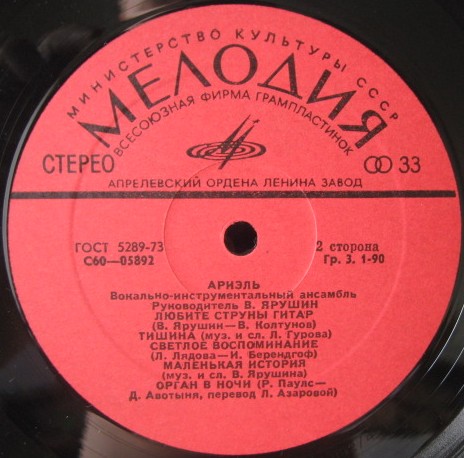 МИНИСТЕРСТВО КУЛЬТУРЫ СССР
МЕЛОДИЯ
ВСЕСОЮЗНАЯ ФИРМА ГРАМПЛАСТИНОК
СТЕРЕО
33
АПРЕЛЕВСКИЙ ОРДЕНА ЛЕНИНА ЗАВОД
ГОСТ 5289-73
С60—05892
2 сторона
Гр. 3. 1-90
АРИЭЛЬ
Вокально-инструментальный ансамбль
Руководитель В. ЯРУШИН
ЛЮБИТЕ СТРУНЫ ГИТАР
(В. Ярушин—В. Колтунов)
ТИШИНА (муз. и сл. Л. Гурова)
СВЕТЛОЕ ВОСПОМИНАНИЕ
(Л. Лядова—И. Берендгоф)
МАЛЕНЬКАЯ ИСТОРИЯ
(муз. и сл. В. Ярушина)
ОРГАН В НОЧИ (Р. Паулс—
Д. Авотыня, перевод Л. Азаровой)